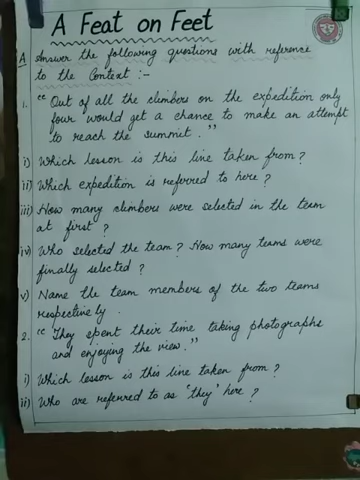 A Feat on Feet
A Answer the following questions with reference
to the Context :-
1. "Out of all the climbers on the expedition only
four would get a chance to make an attempt
to reach the summit."
i) Which lesson is this line taken from?
ii) Which expedition is referred to here?
iii) How many climbers were selected in the team
at first?
iv) Who selected the team? How many teams were
finally selected?
v) Name the team members of the two teams
respectively.
2. "They spent their time taking photographs
and enjoying the view."
i) Which lesson is this line taken from?
ii) Who are referred to as 'they' here?